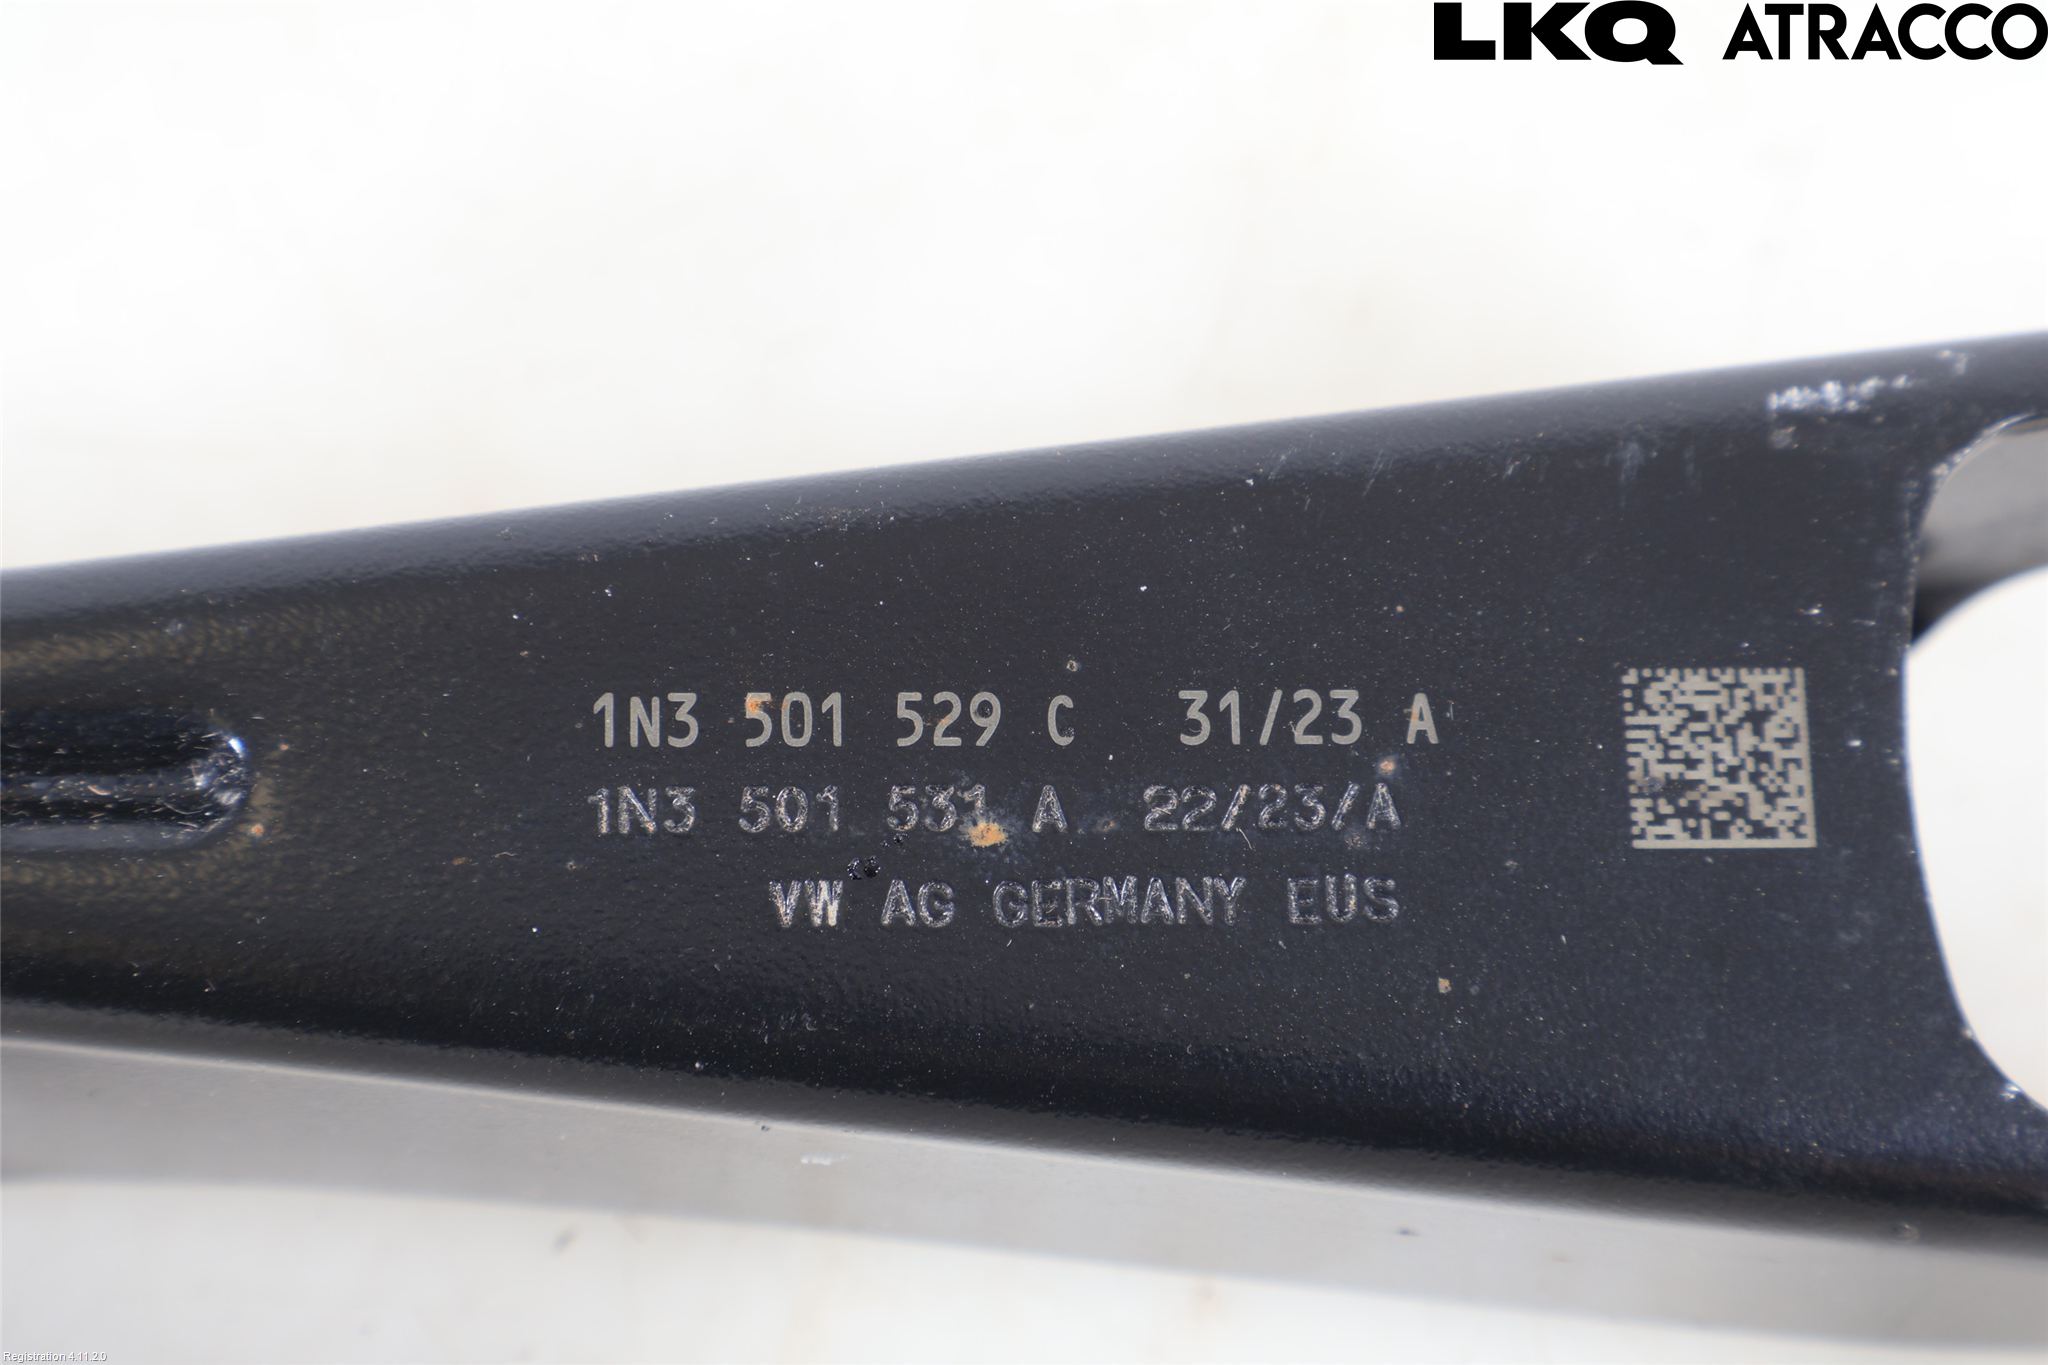 LKQ ATRACCO
1N3 501 529 C 31/23 A
1N3 501 531 A 22/23/A
VW AG GERMANY EUS
Registration 4.11.2.0